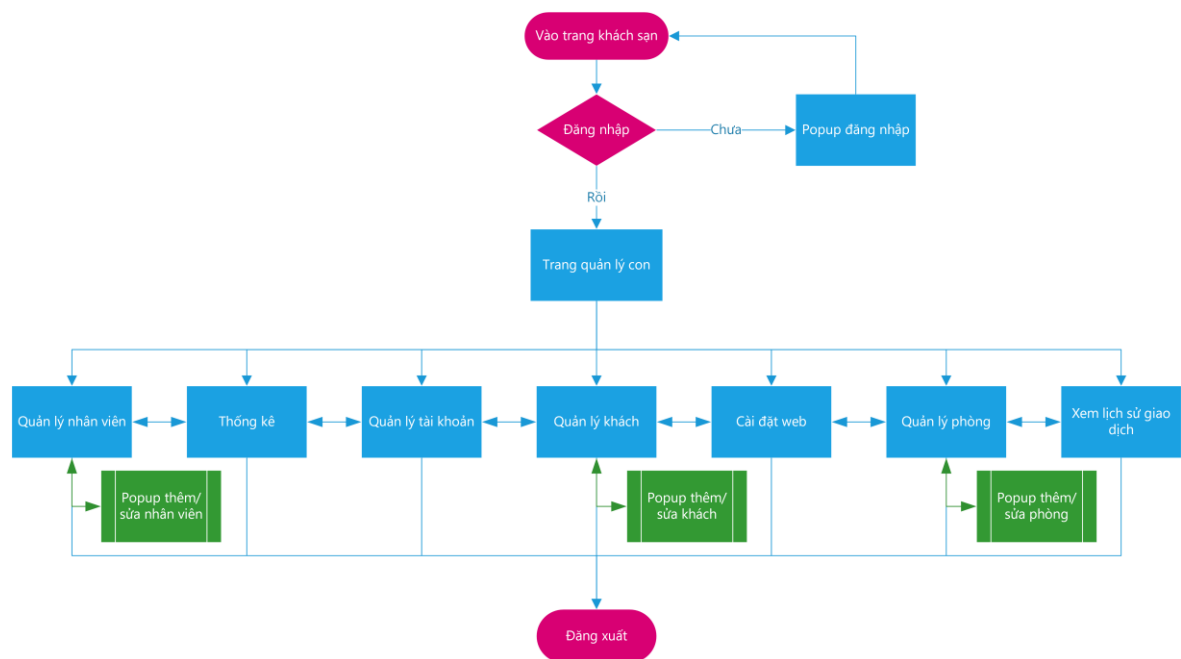 Vào trang khách sạn
Đăng nhập
Chưa
Popup đăng nhập
Rồi
Trang quản lý con
Quản lý nhân viên
Thống kê
Quản lý tài khoản
Quản lý khách
Cài đặt web
Quản lý phòng
Xem lịch sử giao
dịch
Popup thêm/
sửa nhân viên
Popup thêm/
sửa khách
Popup thêm/
sửa phòng
Đăng xuất